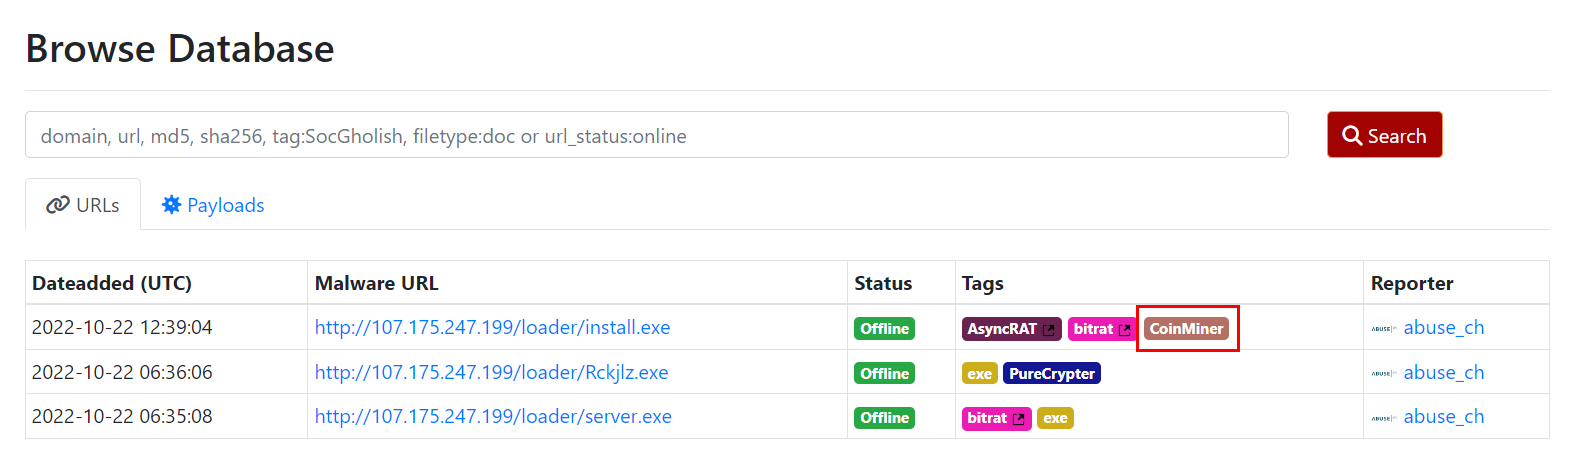 Browse Database
domain, url, md5, sha256, tag:SocGholish, filetype:doc or url_status:online
Search
URLs Payloads
Dateadded (UTC) Malware URL Status Tags Reporter
2022-10-22 12:39:04 http://107.175.247.199/loader/install.exe Offline AsyncRAT bitrat CoinMiner abuse_ch
2022-10-22 06:36:06 http://107.175.247.199/loader/Rckjlz.exe Offline exe PureCrypter abuse_ch
2022-10-22 06:35:08 http://107.175.247.199/loader/server.exe Offline bitrat exe abuse_ch